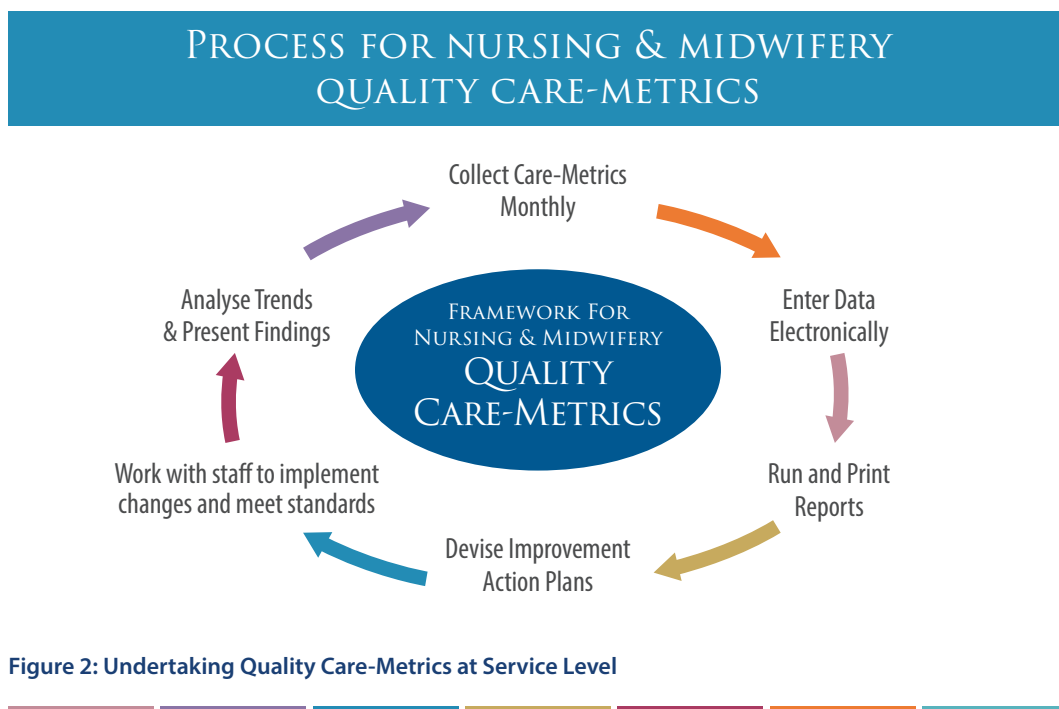 PROCESS FOR NURSING & MIDWIFERY
QUALITY CARE-METRICS
Collect Care-Metrics
Monthly
Enter Data
Electronically
Run and Print
Reports
Devise Improvement
Action Plans
Work with staff to implement
changes and meet standards
Analyse Trends
& Present Findings
FRAMEWORK FOR
NURSING & MIDWIFERY
QUALITY
CARE-METRICS
Figure 2: Undertaking Quality Care-Metrics at Service Level